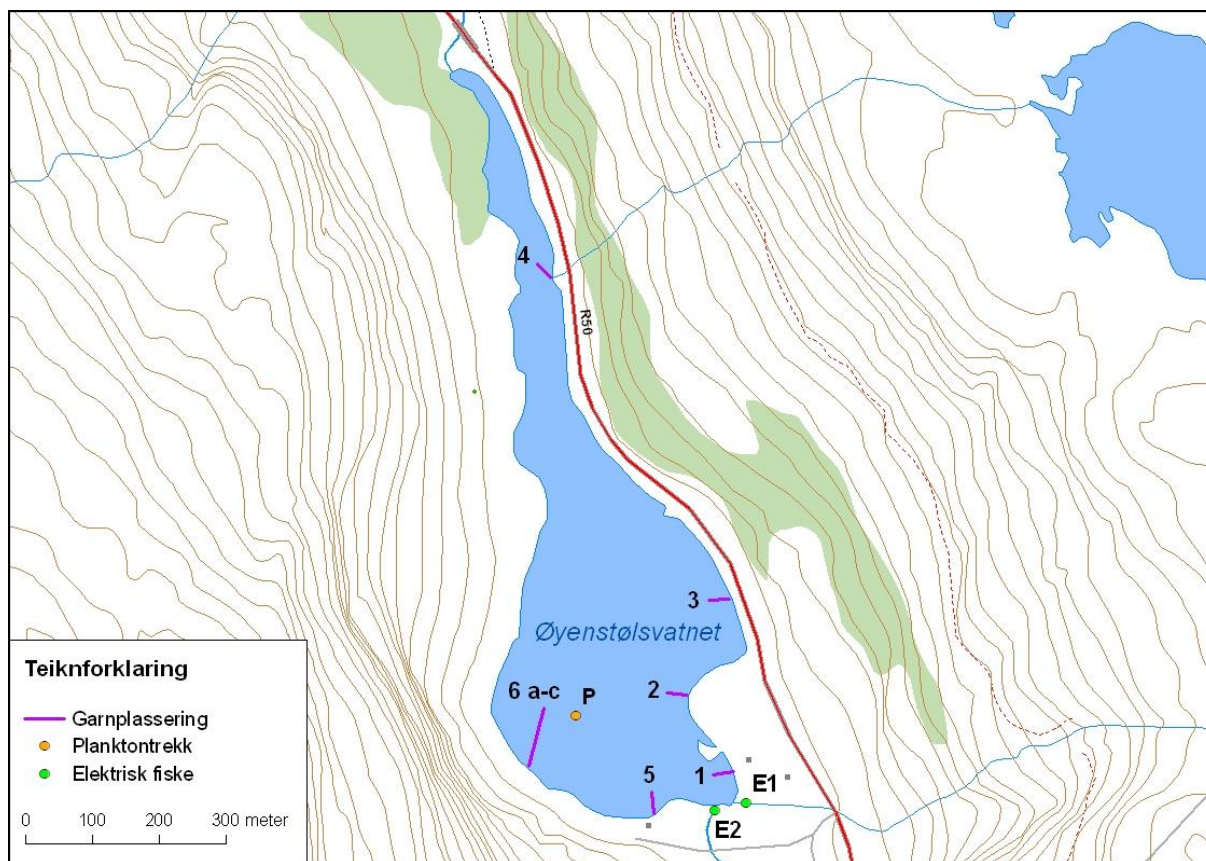 4
R50
3
Øyenstølsvatnet
2
6 a-c
P
1
5
E1
E2
Teiknforklaring
Garnplassering
Planktontrekk
Elektrisk fiske
0 100 200 300 meter